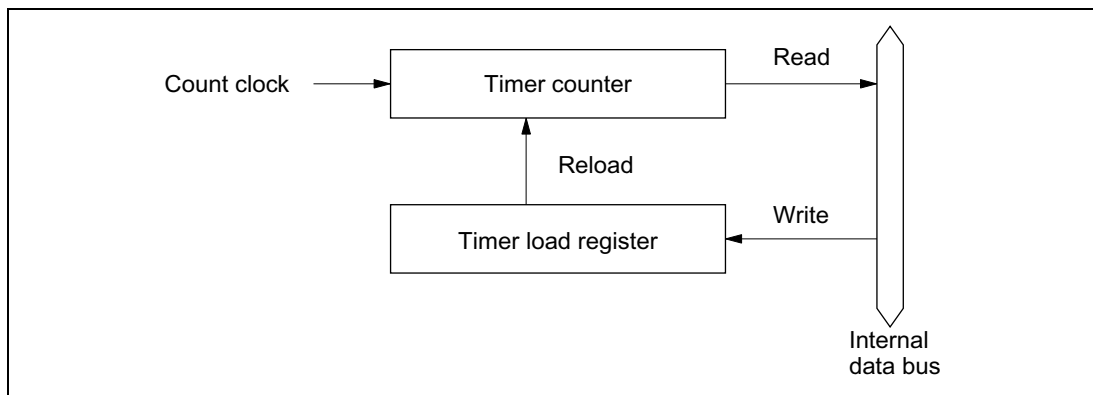 Read
Count clock
Timer counter
Reload
Write
Timer load register
Internal
data bus